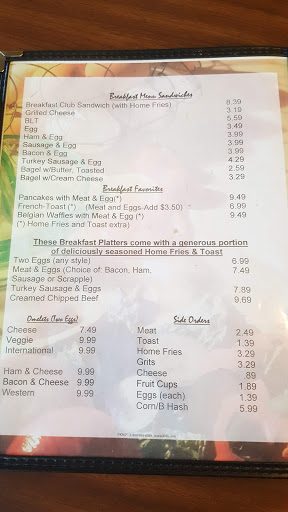 Breakfast Menu Sandwiches
Breakfast Club Sandwich (with Home Fries) 8.39
Grilled Cheese 3.19
BLT 5.59
Egg 3.49
Ham & Egg 3.99
Sausage & Egg 3.99
Bacon & Egg 3.99
Turkey Sausage & Egg 4.29
Bagel w/Butter, Toasted 2.59
Bagel w/Cream Cheese 3.29
Breakfast Favorites
Pancakes with Meat & Egg(*) 9.49
French-Toast (*) (Meat and Eggs-Add $3.50) 6.99
Belgian Waffles with Meat & Egg (*) 9.49
(*) Home Fries and Toast extra)
These Breakfast Platters come with a generous portion
of deliciously seasoned Home Fries & Toast
Two Eggs (any style) 6.99
Meat & Eggs (Choice of: Bacon, Ham, 7.49
Sausage or Scrapple)
Turkey Sausage & Eggs 7.89
Creamed Chipped Beef 9.69
Omelets (Two Eggs)
Cheese 7.49
Veggie 9.99
International 9.99
Ham & Cheese 9.99
Bacon & Cheese 9.99
Western 9.99
Side Orders
Meat 2.49
Toast 1.39
Home Fries 3.29
Grits 3.29
Cheese .89
Fruit Cups 1.89
Eggs (each) 1.39
Corn/B Hash 5.99